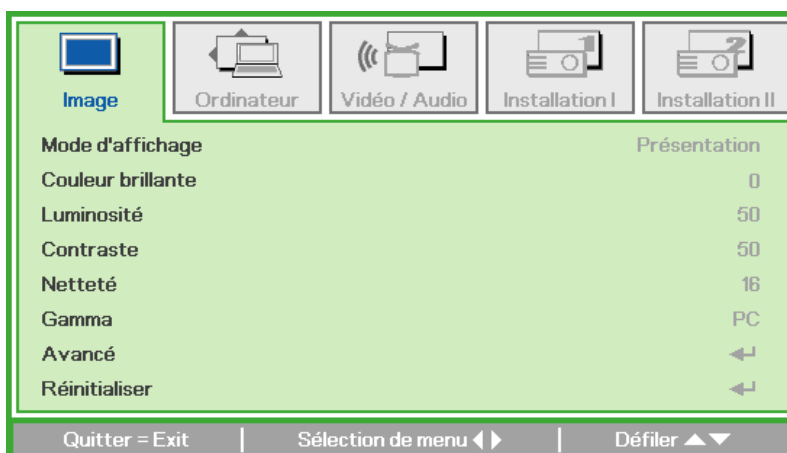 Image Ordinateur Vidéo / Audio Installation I Installation II
Mode d'affichage Présentation
Couleur brillante 0
Luminosité 50
Contraste 50
Netteté 16
Gamma PC
Avancé
Réinitialiser
Quitter = Exit Sélection de menu Défiler